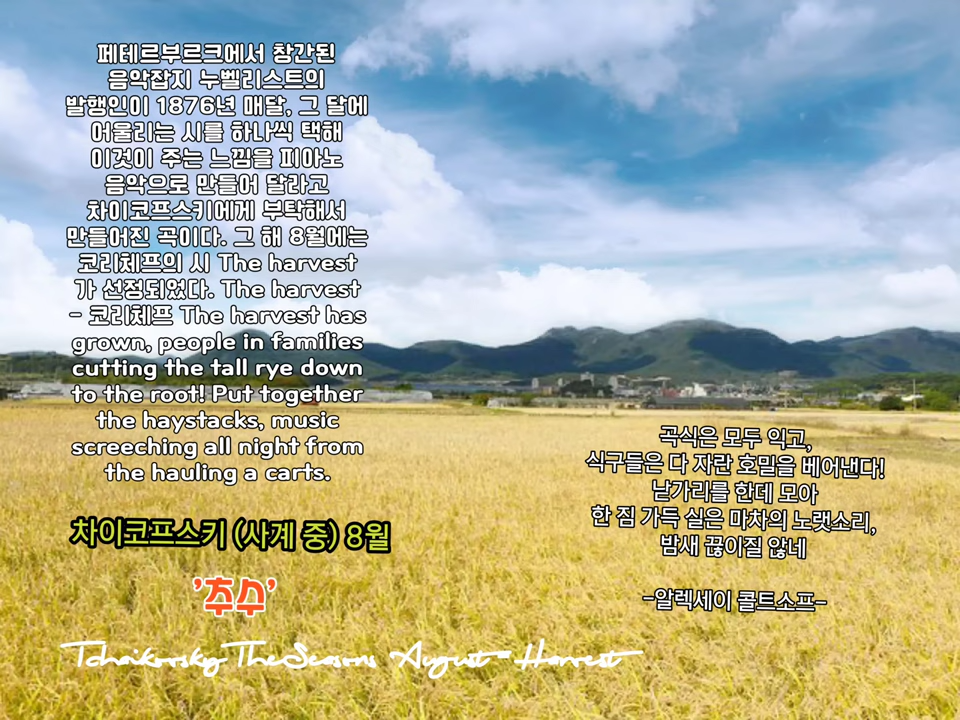 페테르부르크에서 창간된
음악잡지 누벨리스트의
발행인이 1876년 매달, 그 달에
어울리는 시를 하나씩 택해
이것이 주는 느낌을 피아노
음악으로 만들어 달라고
차이코프스키에게 부탁해서
만들어진 곡이다. 그 해 8월에는
코리체프의 시 The harvest
가 선정되었다. The harvest
- 코리체프 The harvest has
grown, people in families
cutting the tall rye down
to the root! Put together
the haystacks, music
screeching all night from
the hauling a carts.
차이코프스키 (사계 중) 8월
'추수'
Tchaikovsky The Seasons August - Harvest
곡식은 모두 익고,
식구들은 다 자란 호밀을 베어낸다!
낟가리를 한데 모아
한 짐 가득 실은 마차의 노랫소리,
밤새 끊이질 않네
-알렉세이 콜트소프-